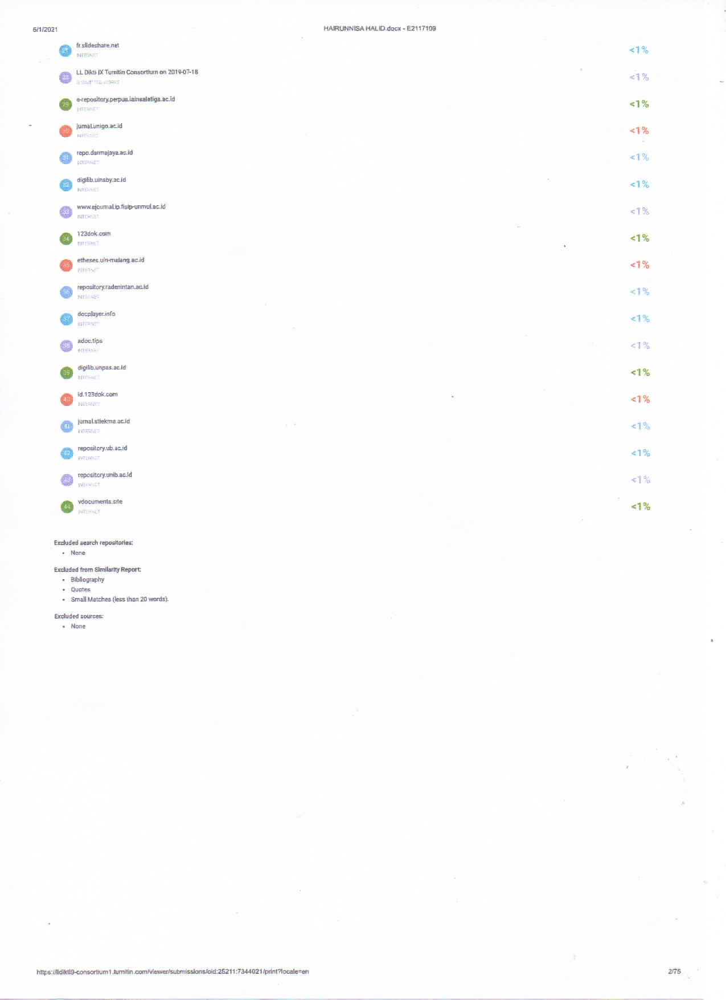 6/1/2021
HAIRUNNISA HALID.docx - E2117109
27
fr.slideshare.net
INTERNET
<1%
28
LL Dikti IX Turnitin Consortium on 2019-07-18
SUBMITTED WORKS
<1%
29
e-repository.perpus.iainsalatiga.ac.id
INTERNET
<1%
30
jurnal.unigo.ac.id
INTERNET
<1%
31
repo.darmajaya.ac.id
INTERNET
<1%
32
digilib.uinsby.ac.id
INTERNET
<1%
33
www.ejournal.ip.fisip-unmul.ac.id
INTERNET
<1%
34
123dok.com
INTERNET
<1%
35
etheses.uin-malang.ac.id
INTERNET
<1%
36
repository.radenintan.ac.id
INTERNET
<1%
37
docplayer.info
INTERNET
<1%
38
adoc.tips
INTERNET
<1%
39
digilib.unpas.ac.id
INTERNET
<1%
40
id.123dok.com
INTERNET
<1%
41
jurnal.stiekma.ac.id
INTERNET
<1%
42
repository.ub.ac.id
INTERNET
<1%
43
repository.unib.ac.id
INTERNET
<1%
44
vdocuments.site
INTERNET
<1%
Excluded search repositories:
• None
Excluded from Similarity Report:
• Bibliography
• Quotes
• Small Matches (less than 20 words).
Excluded sources:
• None
https://lldikti9-consortium1.turnitin.com/viewer/submissions/oid:25211:7344021/print?locale=en
2/75